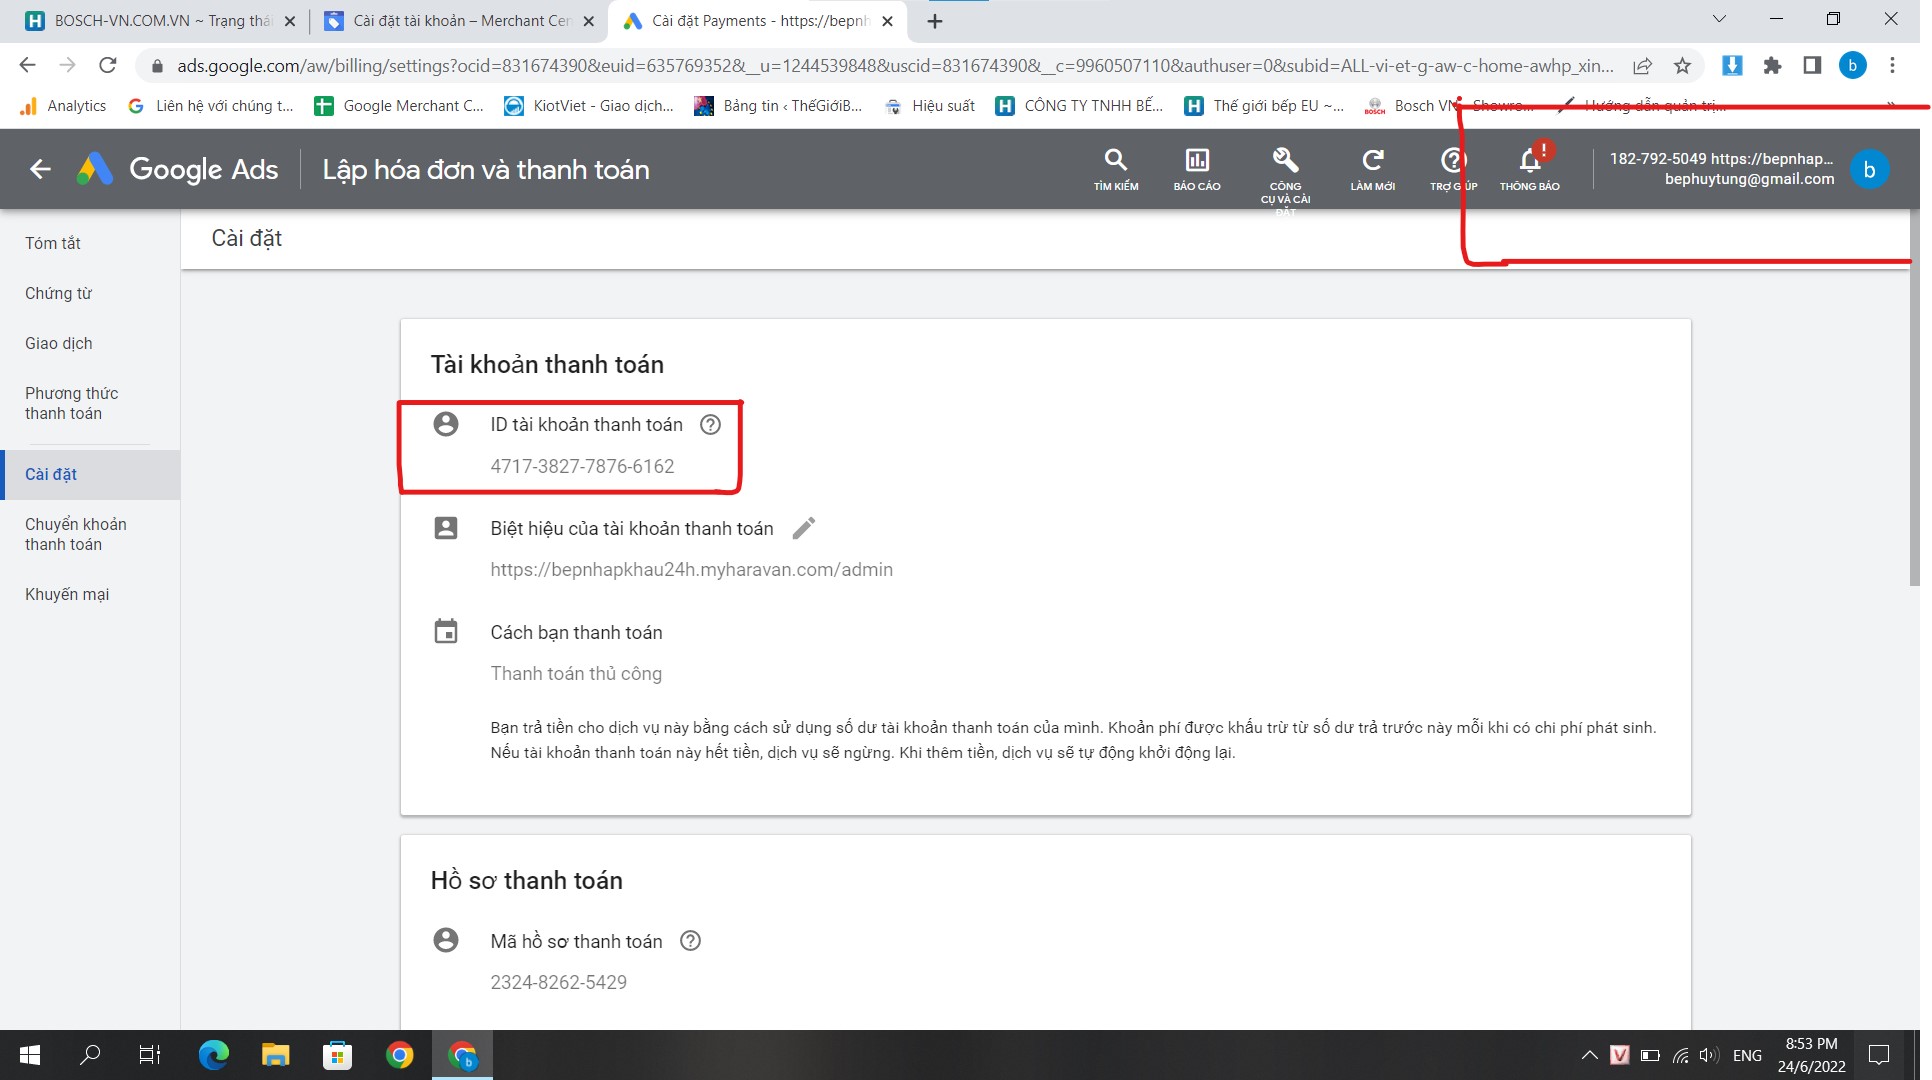 BOSCH-VN.COM.VN ~ Trạng thái
Cài đặt tài khoản – Merchant Cen
Cài đặt Payments - https://bepnh
ads.google.com/aw/billing/settings?ocid=831674390&euid=635769352&__u=1244539848&uscid=831674390&__c=9960507110&authuser=0&subid=ALL-vi-et-g-aw-c-home-awhp_xin...
b
Analytics
Liên hệ với chúng t...
Google Merchant C...
KiotViet - Giao dịch...
Bảng tin ‹ ThếGiớiB...
Hiệu suất
CÔNG TY TNHH BẾ...
Thế giới bếp EU ~...
BOSCH
Bosch VN Showro...
Hướng dẫn quản trị...
Google Ads
Lập hóa đơn và thanh toán
TÌM KIẾM
BÁO CÁO
CÔNG CỤ VÀ CÀI ĐẶT
LÀM MỚI
TRỢ GIÚP
THÔNG BÁO
182-792-5049 https://bepnhap...
bephuytung@gmail.com
b
Tóm tắt
Chứng từ
Giao dịch
Phương thức
thanh toán
Cài đặt
Chuyển khoản
thanh toán
Khuyến mại
Cài đặt
Tài khoản thanh toán
ID tài khoản thanh toán
4717-3827-7876-6162
Biệt hiệu của tài khoản thanh toán
https://bepnhapkhau24h.myharavan.com/admin
Cách bạn thanh toán
Thanh toán thủ công
Bạn trả tiền cho dịch vụ này bằng cách sử dụng số dư tài khoản thanh toán của mình. Khoản phí được khấu trừ từ số dư trả trước này mỗi khi có chi phí phát sinh.
Nếu tài khoản thanh toán này hết tiền, dịch vụ sẽ ngừng. Khi thêm tiền, dịch vụ sẽ tự động khởi động lại.
Hồ sơ thanh toán
Mã hồ sơ thanh toán
2324-8262-5429
ENG
8:53 PM
24/6/2022